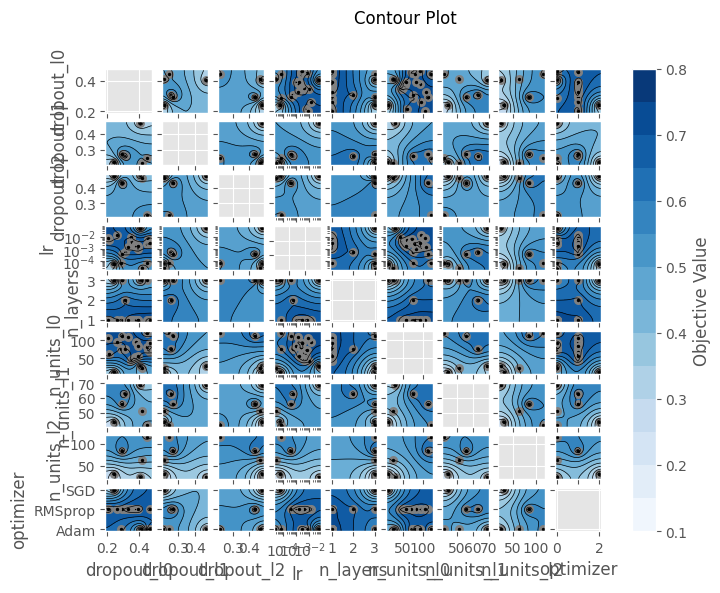 Contour Plot
dropout_l0
0.4
0.2
dropout_l1
0.4
0.3
dropout_l2
0.4
0.3
lr
10⁻²
10⁻³
10⁻⁴
n_layers
3
2
1
n_units_l0
100
50
n_units_l1
70
60
50
n_units_l2
100
50
optimizer
SGD
RMSprop
Adam
0.2 0.4 0.3 0.4 0.3 0.4 1 2 3 50 100 50 60 70 50 100 0 2
dropout_l0 dropout_l1 dropout_l2 lr n_layers n_units_l0 n_units_l1 n_units_l2 optimizer
0.8
0.7
0.6
0.5
0.4
0.3
0.2
0.1
Objective Value